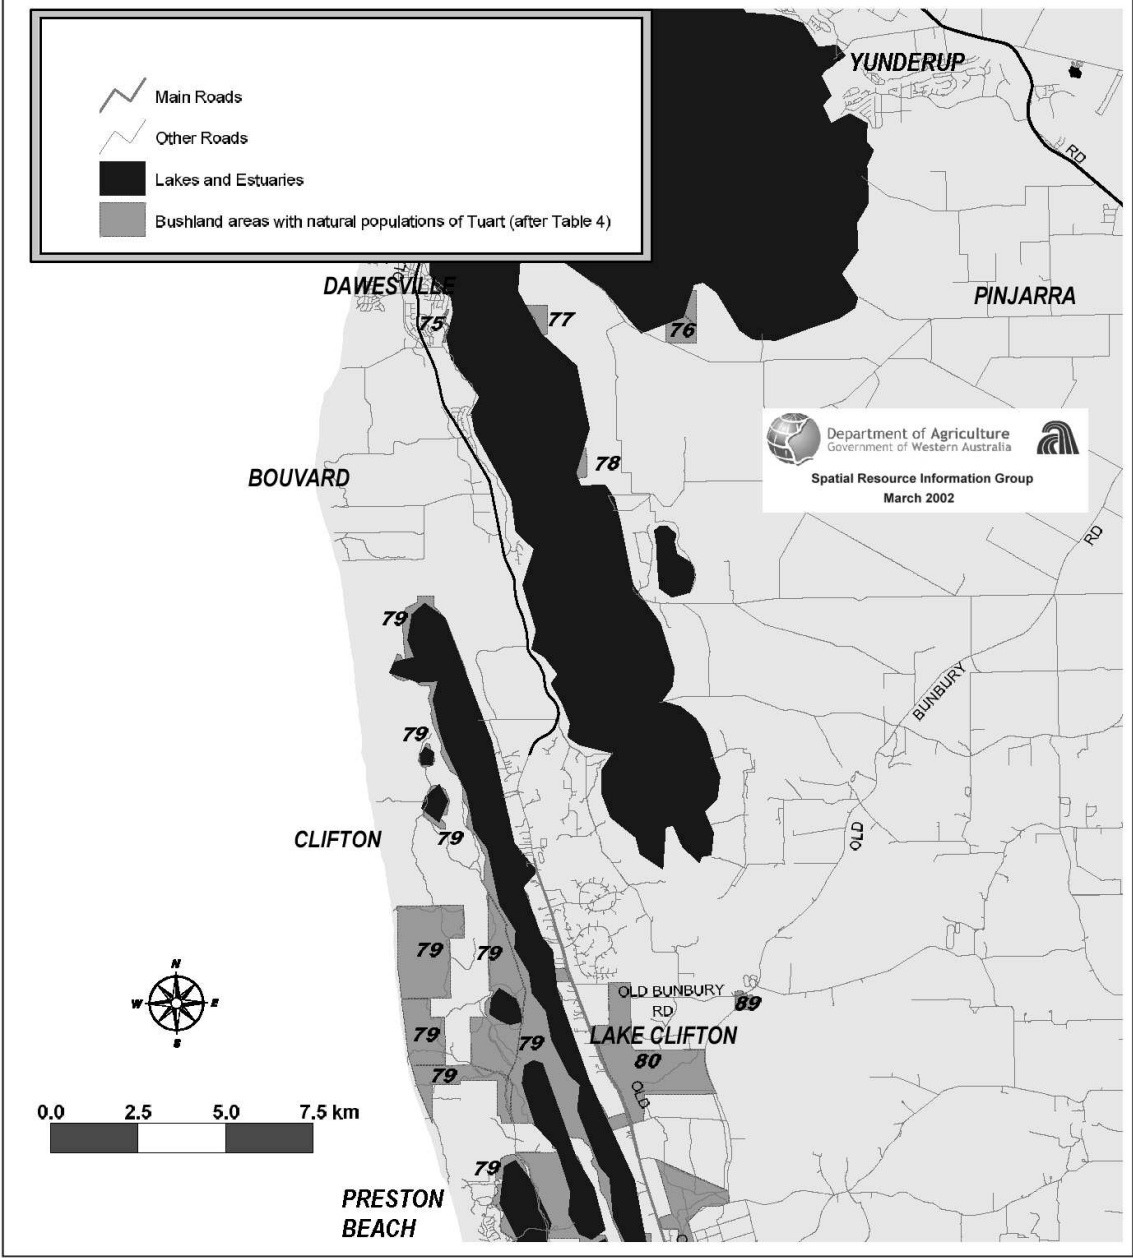 Main Roads
Other Roads
Lakes and Estuaries
Bushland areas with natural populations of Tuart (after Table 4)
YUNDERUP
RD
DAWESVILLE
PINJARRA
75
77
76
Department of Agriculture
Government of Western Australia
Spatial Resource Information Group
March 2002
78
BOUVARD
RD
79
BUNBURY
79
OLD
79
CLIFTON
79
79
OLD BUNBURY
RD
89
79
79
LAKE CLIFTON
80
79
OLD
N
W
E
S
0.0 2.5 5.0 7.5 km
79
PRESTON
BEACH